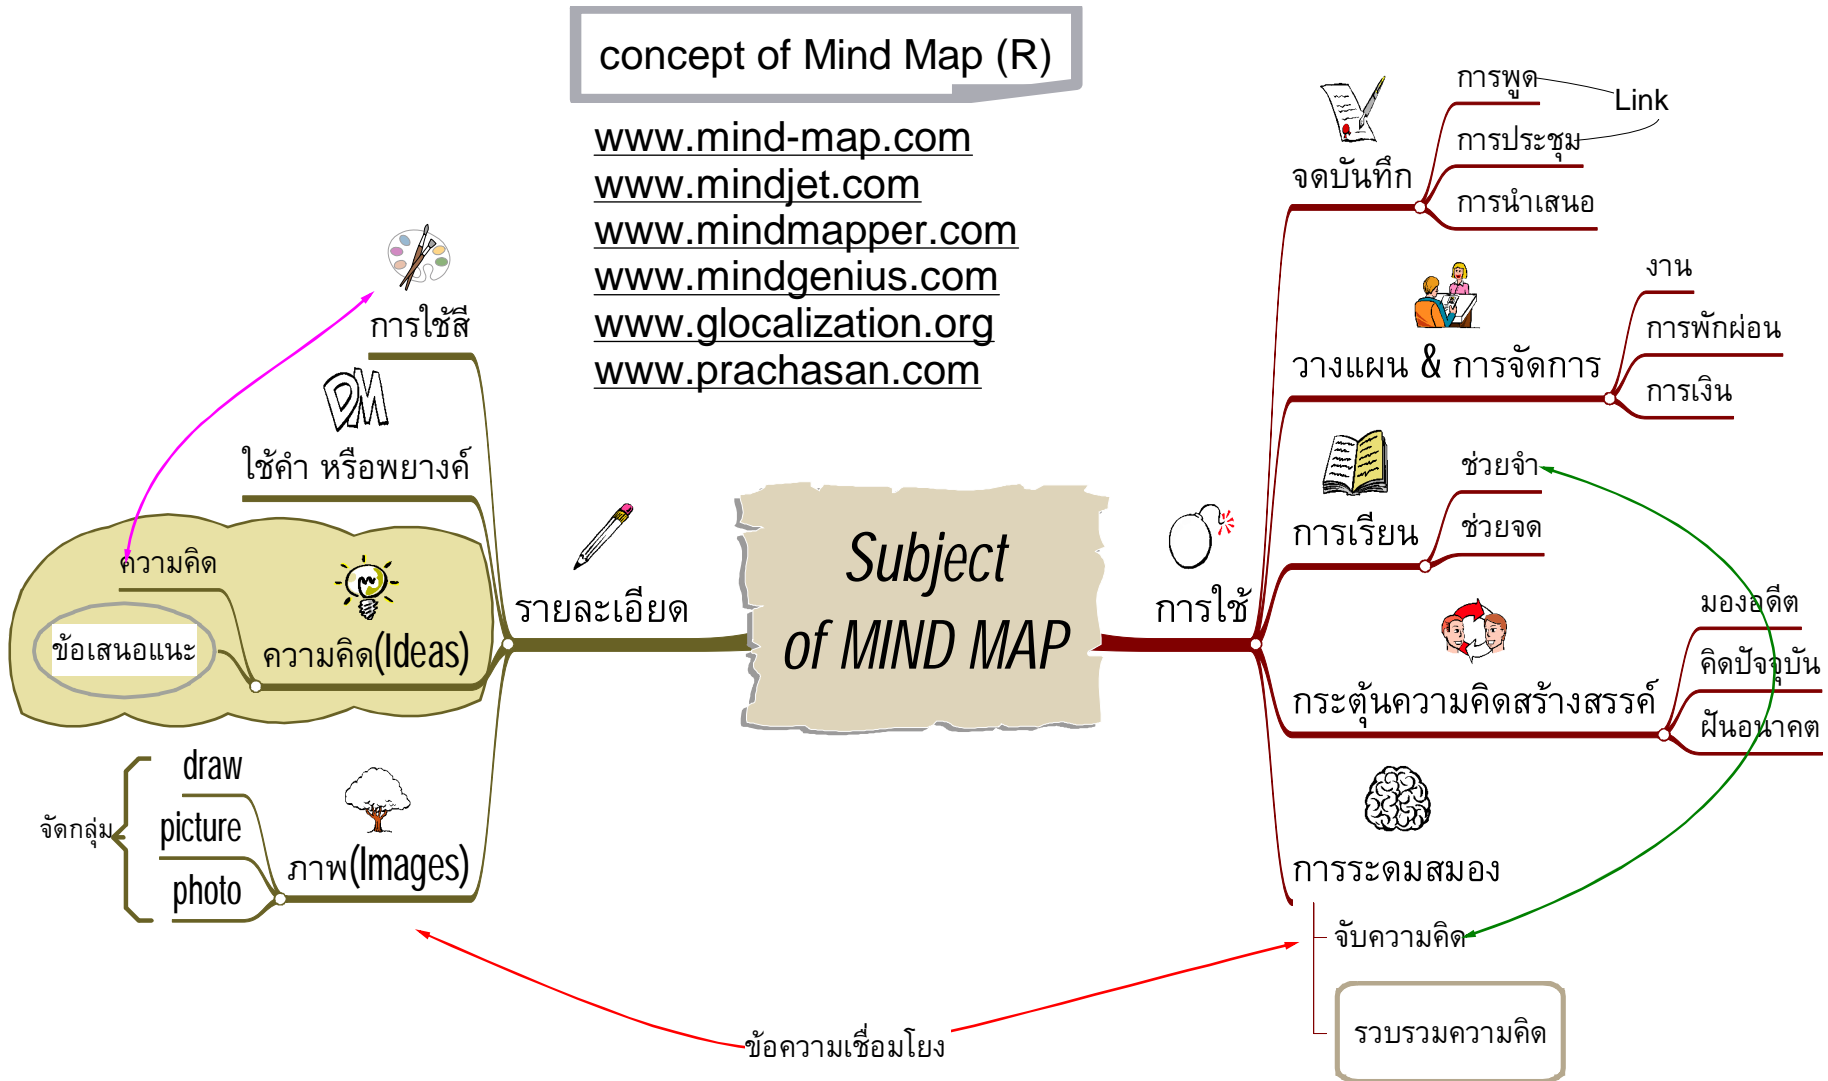 concept of Mind Map (R)
www.mind-map.com
www.mindjet.com
www.mindmapper.com
www.mindgenius.com
www.glocalization.org
www.prachasan.com
Subject
of MIND MAP
การใช้
จดบันทึก
การพูด
การประชุม
การนำเสนอ
Link
วางแผน & การจัดการ
งาน
การพักผ่อน
การเงิน
การเรียน
ช่วยจำ
ช่วยจด
กระตุ้นความคิดสร้างสรรค์
มองอดีต
คิดปัจจุบัน
ฝันอนาคต
การระดมสมอง
จับความคิด
รวบรวมความคิด
รายละเอียด
การใช้สี
DM
ใช้คำ หรือพยางค์
ความคิด(Ideas)
ความคิด
ข้อเสนอแนะ
ภาพ(Images)
draw
picture
photo
จัดกลุ่ม
ข้อความเชื่อมโยง